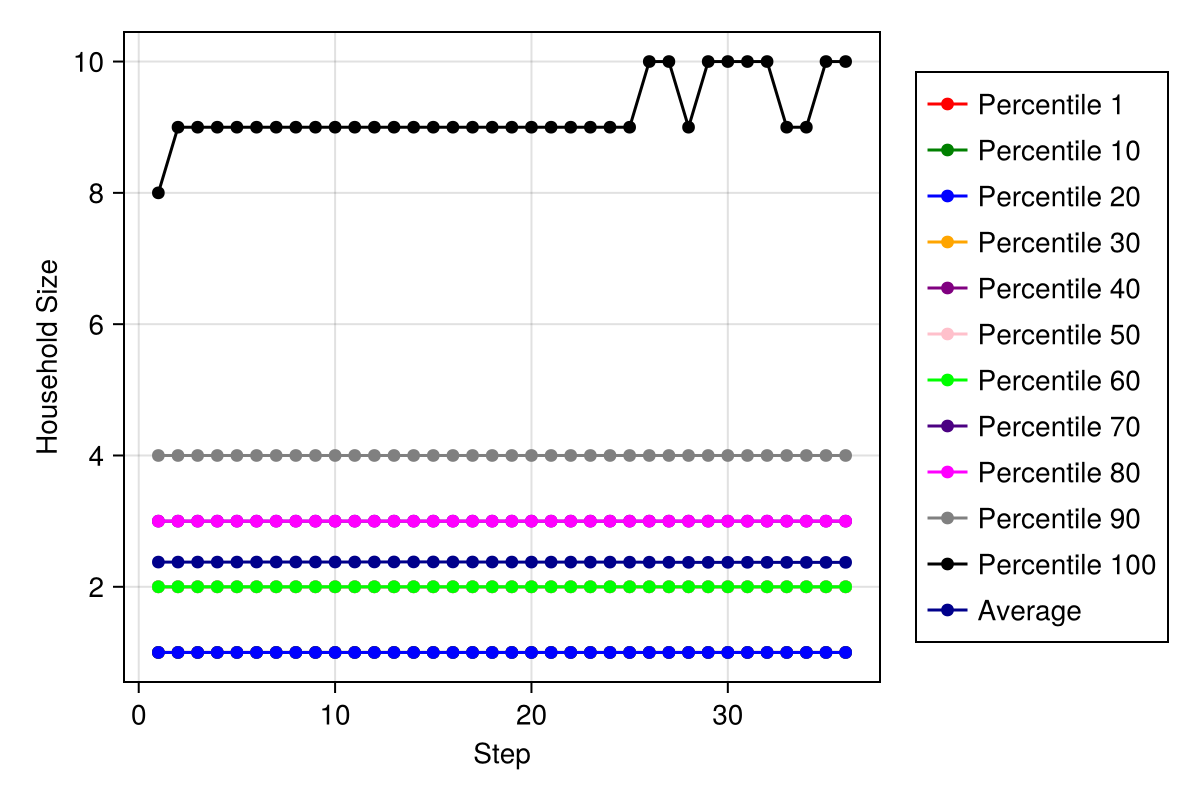 10
8
6
4
2
Household Size
0 10 20 30
Step
Percentile 1
Percentile 10
Percentile 20
Percentile 30
Percentile 40
Percentile 50
Percentile 60
Percentile 70
Percentile 80
Percentile 90
Percentile 100
Average